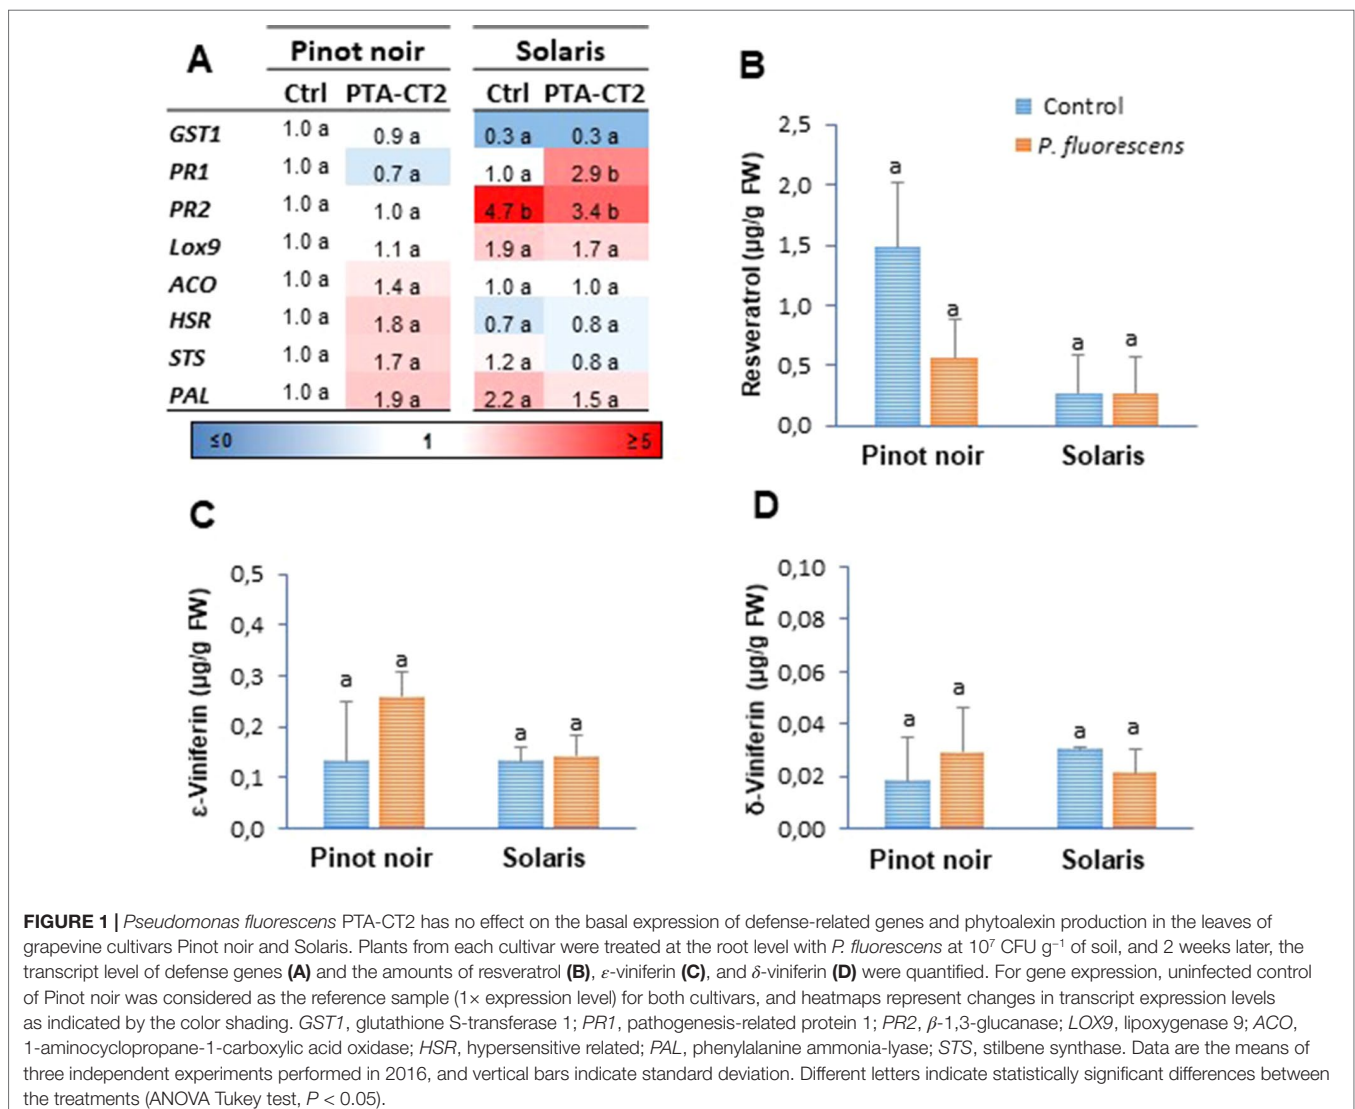 A
Pinot noir Solaris
Ctrl PTA-CT2 Ctrl PTA-CT2
GST1 1.0 a 0.9 a 0.3 a 0.3 a
PR1 1.0 a 0.7 a 1.0 a 2.9 b
PR2 1.0 a 1.0 a 4.7 b 3.4 b
Lox9 1.0 a 1.1 a 1.9 a 1.7 a
ACO 1.0 a 1.4 a 1.0 a 1.0 a
HSR 1.0 a 1.8 a 0.7 a 0.8 a
STS 1.0 a 1.7 a 1.2 a 0.8 a
PAL 1.0 a 1.9 a 2.2 a 1.5 a
≤0 1 ≥5
B
Control
P. fluorescens
Resveratrol (µg/g FW)
2,5
2,0
1,5
1,0
0,5
0,0
a a a a
Pinot noir Solaris
C
ε-Viniferin (µg/g FW)
0,5
0,4
0,3
0,2
0,1
0,0
a a a a
Pinot noir Solaris
D
δ-Viniferin (µg/g FW)
0,10
0,08
0,06
0,04
0,02
0,00
a a a a
Pinot noir Solaris
FIGURE 1 | Pseudomonas fluorescens PTA-CT2 has no effect on the basal expression of defense-related genes and phytoalexin production in the leaves of
grapevine cultivars Pinot noir and Solaris. Plants from each cultivar were treated at the root level with P. fluorescens at 10⁷ CFU g⁻¹ of soil, and 2 weeks later, the
transcript level of defense genes (A) and the amounts of resveratrol (B), ε-viniferin (C), and δ-viniferin (D) were quantified. For gene expression, uninfected control
of Pinot noir was considered as the reference sample (1× expression level) for both cultivars, and heatmaps represent changes in transcript expression levels
as indicated by the color shading. GST1, glutathione S-transferase 1; PR1, pathogenesis-related protein 1; PR2, β-1,3-glucanase; LOX9, lipoxygenase 9; ACO,
1-aminocyclopropane-1-carboxylic acid oxidase; HSR, hypersensitive related; PAL, phenylalanine ammonia-lyase; STS, stilbene synthase. Data are the means of
three independent experiments performed in 2016, and vertical bars indicate standard deviation. Different letters indicate statistically significant differences between
the treatments (ANOVA Tukey test, P < 0.05).